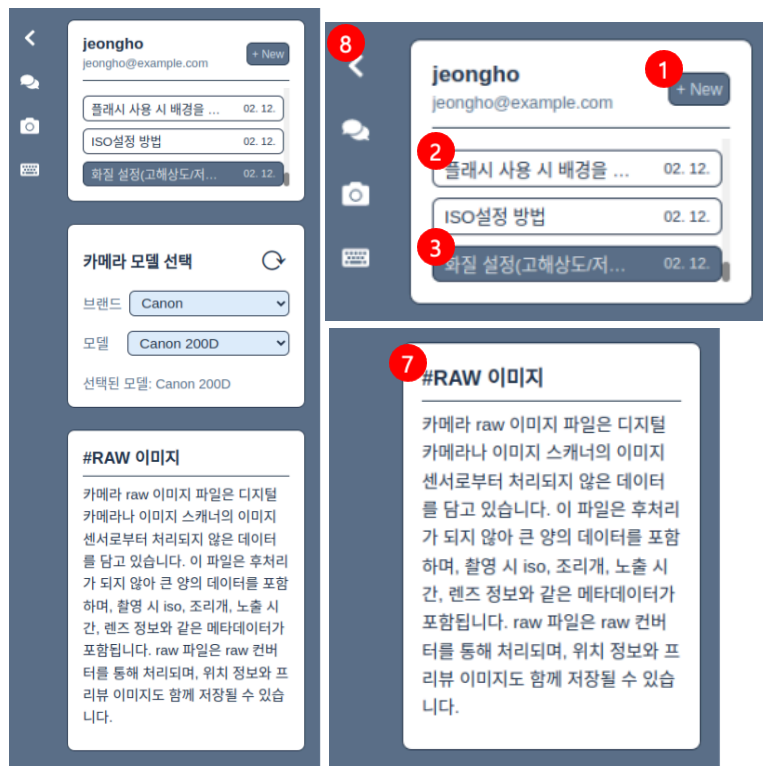 jeongho
jeongho@example.com
+ New
플래시 사용 시 배경을 ...
02. 12.
ISO설정 방법
02. 12.
화질 설정(고해상도/저...
02. 12.
카메라 모델 선택
브랜드
Canon
모델
Canon 200D
선택된 모델: Canon 200D
#RAW 이미지
카메라 raw 이미지 파일은 디지털
카메라나 이미지 스캐너의 이미지
센서로부터 처리되지 않은 데이터
를 담고 있습니다. 이 파일은 후처리
가 되지 않아 큰 양의 데이터를 포함
하며, 촬영 시 iso, 조리개, 노출 시
간, 렌즈 정보와 같은 메타데이터가
포함됩니다. raw 파일은 raw 컨버
터를 통해 처리되며, 위치 정보와 프
리뷰 이미지도 함께 저장될 수 있습
니다.
8
1
jeongho
jeongho@example.com
+ New
2
플래시 사용 시 배경을 ...
02. 12.
ISO설정 방법
02. 12.
3
화질 설정(고해상도/저...
02. 12.
7
#RAW 이미지
카메라 raw 이미지 파일은 디지털
카메라나 이미지 스캐너의 이미지
센서로부터 처리되지 않은 데이터
를 담고 있습니다. 이 파일은 후처리
가 되지 않아 큰 양의 데이터를 포함
하며, 촬영 시 iso, 조리개, 노출 시
간, 렌즈 정보와 같은 메타데이터가
포함됩니다. raw 파일은 raw 컨버
터를 통해 처리되며, 위치 정보와 프
리뷰 이미지도 함께 저장될 수 있습
니다.